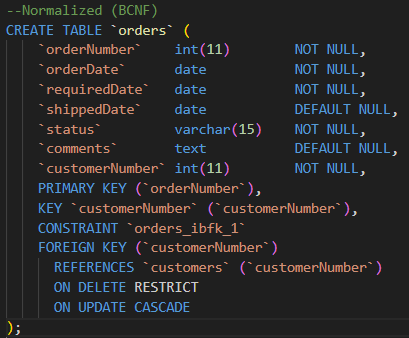 --Normalized (BCNF)
CREATE TABLE `orders` (
    `orderNumber`    int(11)        NOT NULL,
    `orderDate`      date           NOT NULL,
    `requiredDate`   date           NOT NULL,
    `shippedDate`    date           DEFAULT NULL,
    `status`         varchar(15)    NOT NULL,
    `comments`       text           DEFAULT NULL,
    `customerNumber` int(11)        NOT NULL,
    PRIMARY KEY (`orderNumber`),
    KEY `customerNumber` (`customerNumber`),
    CONSTRAINT `orders_ibfk_1`
    FOREIGN KEY (`customerNumber`)
      REFERENCES `customers` (`customerNumber`)
      ON DELETE RESTRICT
      ON UPDATE CASCADE
);